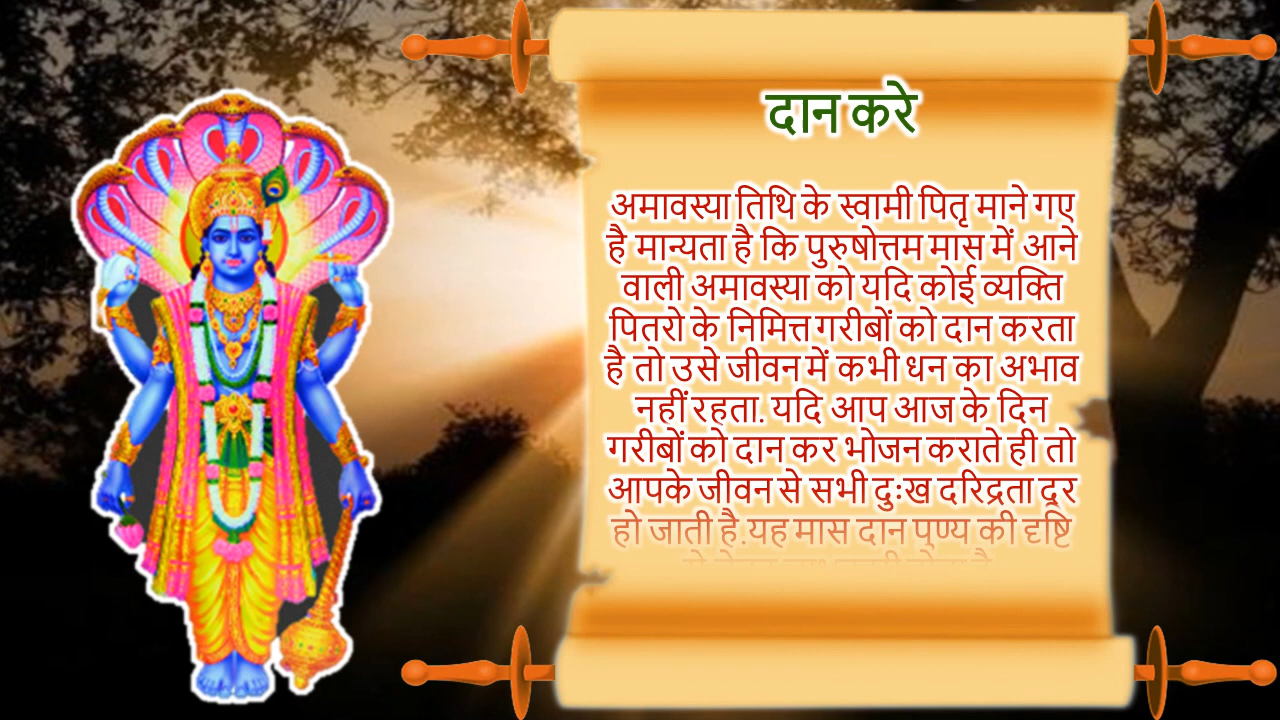 दान करे
अमावस्या तिथि के स्वामी पितृ माने गए
है मान्यता है कि पुरुषोत्तम मास में आने
वाली अमावस्या को यदि कोई व्यक्ति
पितरो के निमित्त गरीबों को दान करता
है तो उसे जीवन में कभी धन का अभाव
नहीं रहता. यदि आप आज के दिन
गरीबों को दान कर भोजन कराते ही तो
आपके जीवन से सभी दुःख दरिद्रता दूर
हो जाती है.यह मास दान पुण्य की दृष्टि